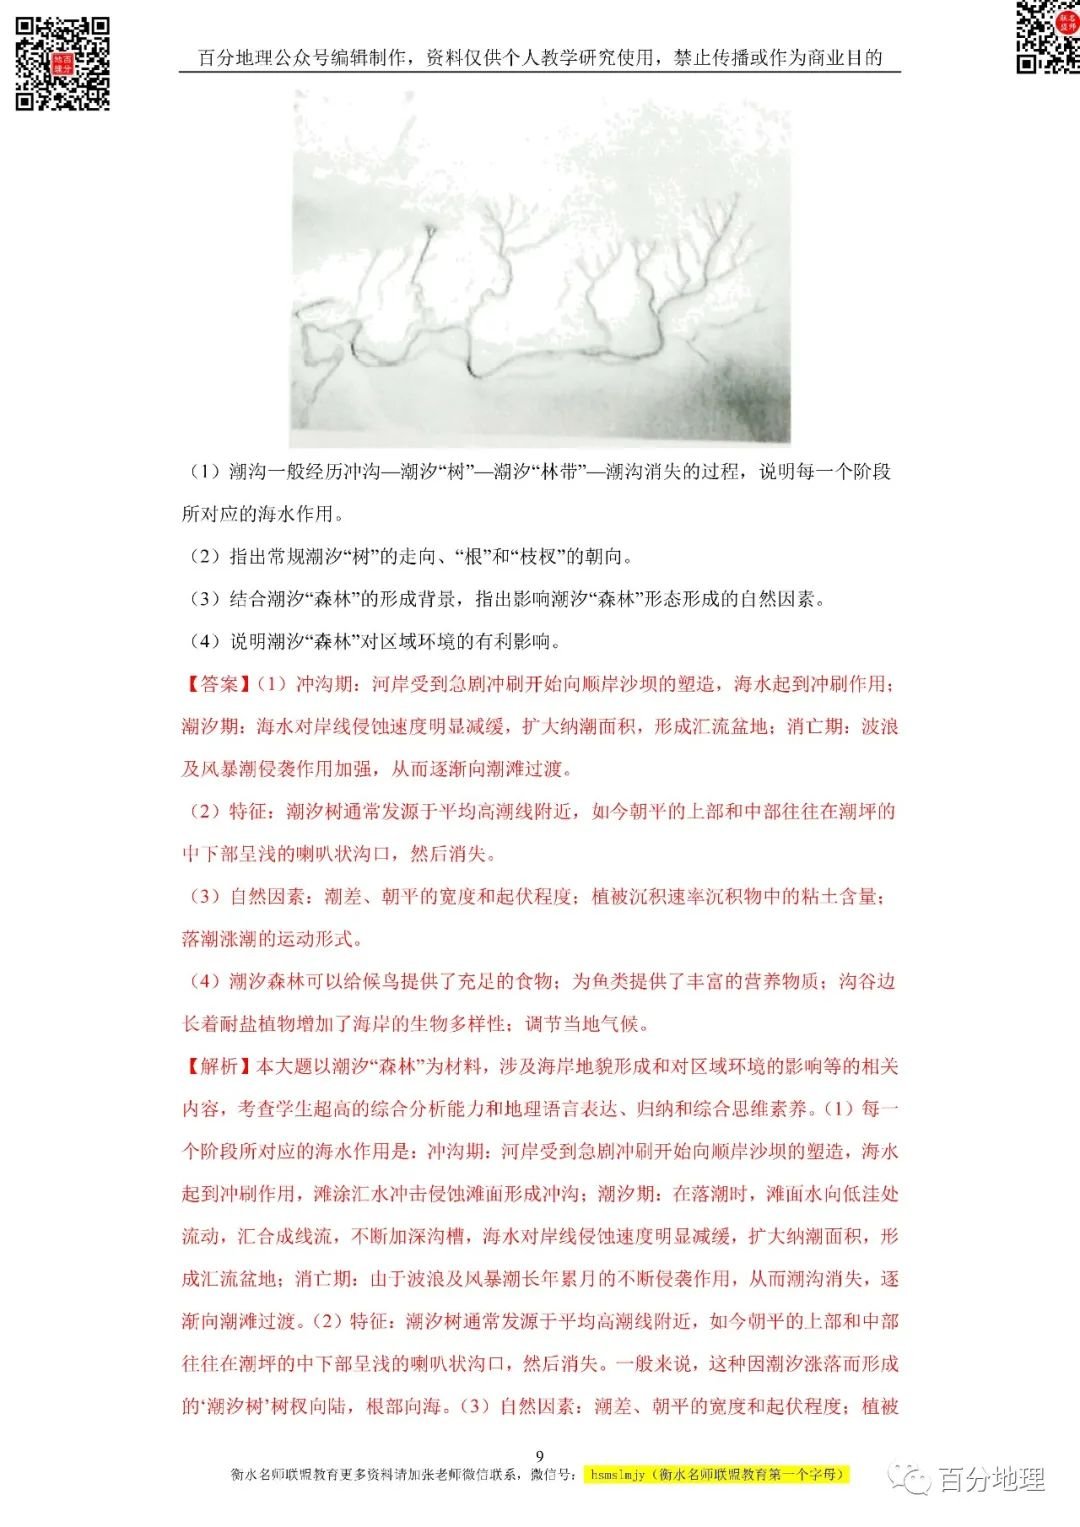 百分地理公众号编辑制作，资料仅供个人教学研究使用，禁止传播或作为商业目的
（1）潮沟一般经历冲沟—潮汐“树”—潮汐“林带”—潮沟消失的过程，说明每一个阶段
所对应的海水作用。
（2）指出常规潮汐“树”的走向、“根”和“枝杈”的朝向。
（3）结合潮汐“森林”的形成背景，指出影响潮汐“森林”形态形成的自然因素。
（4）说明潮汐“森林”对区域环境的有利影响。
【答案】（1）冲沟期：河岸受到急剧冲刷开始向顺岸沙坝的塑造，海水起到冲刷作用；
潮汐期：海水对岸线侵蚀速度明显减缓，扩大纳潮面积，形成汇流盆地；消亡期：波浪
及风暴潮侵袭作用加强，从而逐渐向潮滩过渡。
（2）特征：潮汐树通常发源于平均高潮线附近，如今朝平的上部和中部往往在潮坪的
中下部呈浅的喇叭状沟口，然后消失。
（3）自然因素：潮差、朝平的宽度和起伏程度；植被沉积速率沉积物中的粘土含量；
落潮涨潮的运动形式。
（4）潮汐森林可以给候鸟提供了充足的食物；为鱼类提供了丰富的营养物质；沟谷边
长着耐盐植物增加了海岸的生物多样性；调节当地气候。
【解析】本大题以潮汐“森林”为材料，涉及海岸地貌形成和对区域环境的影响等的相关
内容，考查学生超高的综合分析能力和地理语言表达、归纳和综合思维素养。（1）每一
个阶段所对应的海水作用是：冲沟期：河岸受到急剧冲刷开始向顺岸沙坝的塑造，海水
起到冲刷作用，滩涂汇水冲击侵蚀滩面形成冲沟；潮汐期：在落潮时，滩面水向低洼处
流动，汇合成线流，不断加深沟槽，海水对岸线侵蚀速度明显减缓，扩大纳潮面积，形
成汇流盆地；消亡期：由于波浪及风暴潮长年累月的不断侵袭作用，从而潮沟消失，逐
渐向潮滩过渡。（2）特征：潮汐树通常发源于平均高潮线附近，如今朝平的上部和中部
往往在潮坪的中下部呈浅的喇叭状沟口，然后消失。一般来说，这种因潮汐涨落而形成
的‘潮汐树’树杈向陆，根部向海。（3）自然因素：潮差、朝平的宽度和起伏程度；植被
9
衡水名师联盟教育更多资料请加张老师微信联系，微信号： hsmslmjy（衡水名师联盟教育第一个字母）
百分地理